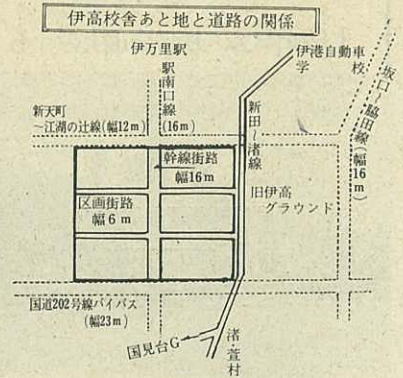 伊高校舎あと地と道路の関係
伊万里駅
駅南口線
(16m)
伊港自動車
学校
新天町
～江湖の辻線(幅12m)
新田～渚線
坂口～脇田線(幅16m)
幹線街路
幅16m
区画街路
幅6m
旧伊高
グラウンド
国道202号線バイパス
(幅23m)
国見台G
渚・萱村